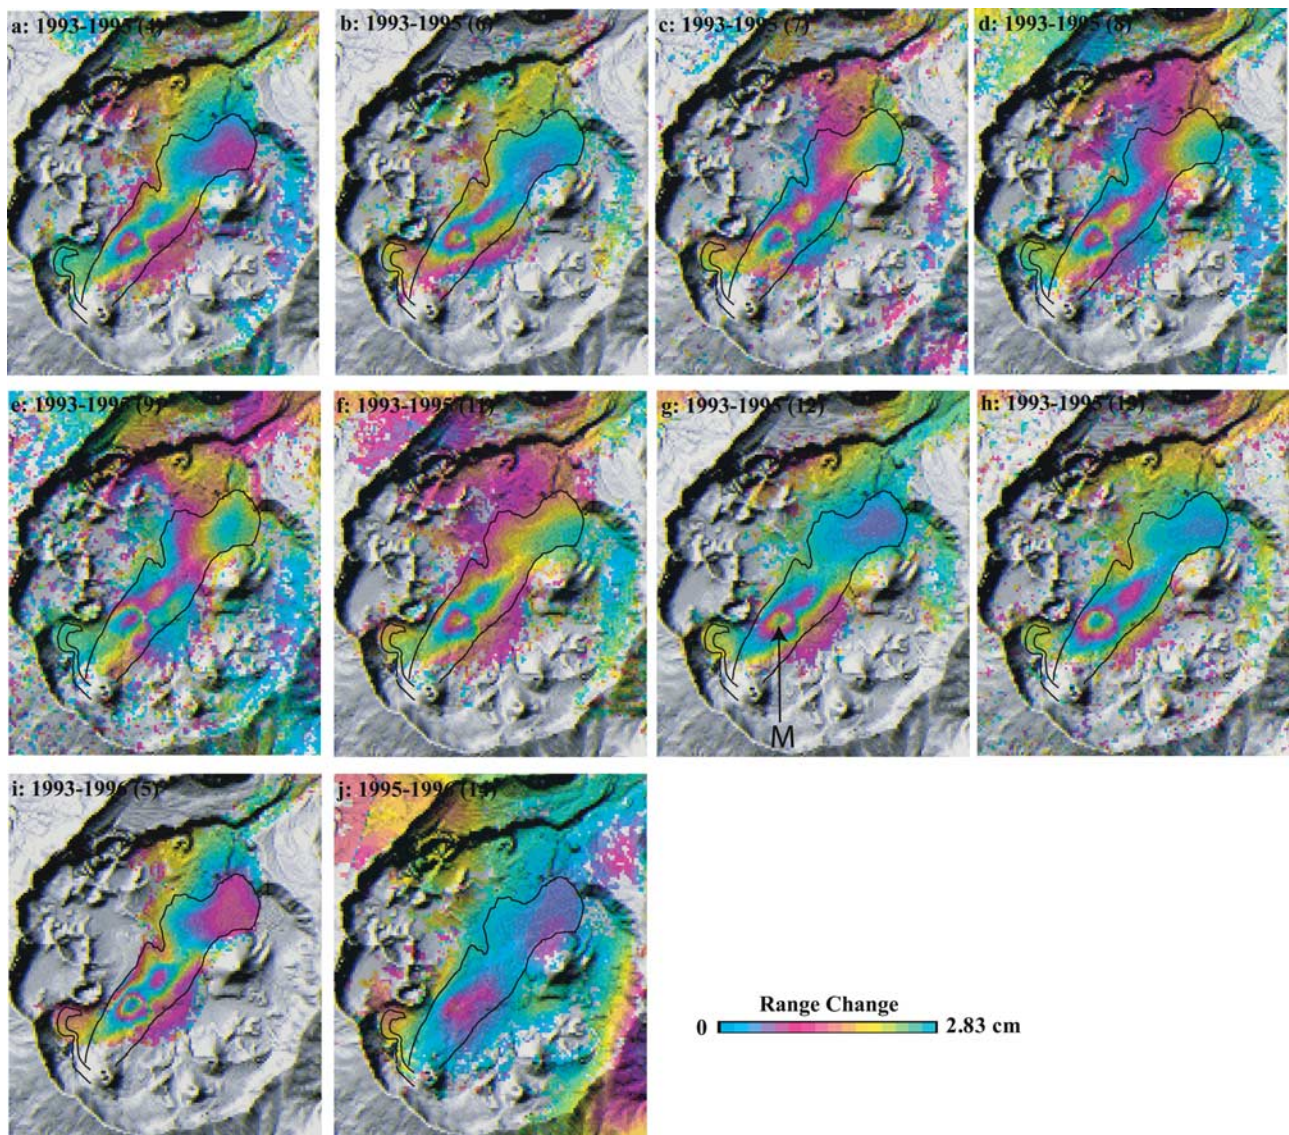 a: 1993-1995 (4)
b: 1993-1995 (6)
c: 1993-1995 (7)
d: 1993-1995 (8)
e: 1993-1995 (9)
f: 1993-1995 (11)
g: 1993-1995 (12)
h: 1993-1995 (13)
M
i: 1993-1996 (5)
j: 1995-1996 (14)
Range Change
0 2.83 cm